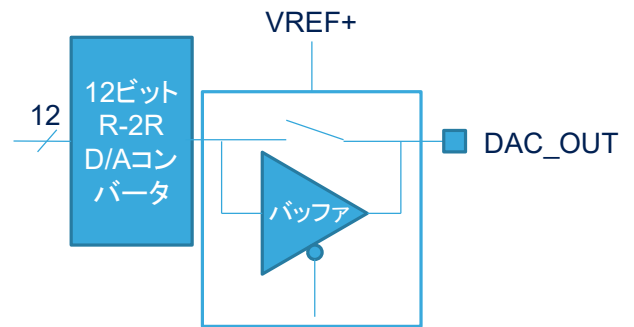 VREF+
12
12ビット
R-2R
D/Aコン
バータ
DAC_OUT
バッファ